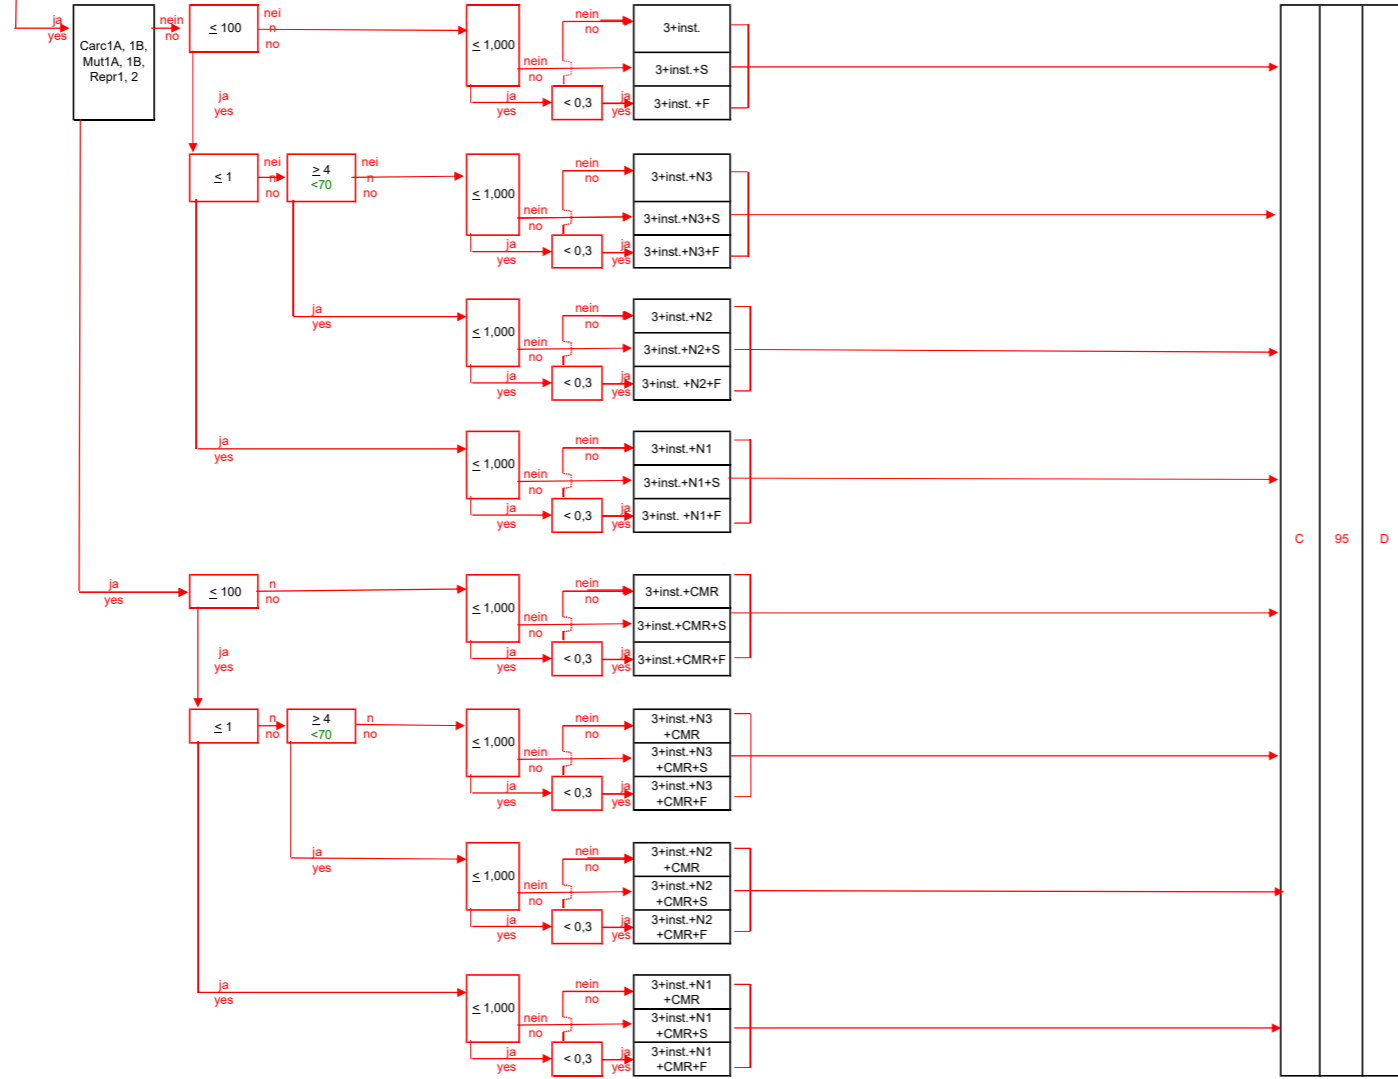 ja
yes
Carc1A, 1B,
Mut1A, 1B,
Repr1, 2
nein
no
≤ 100
nei
n
no
≤ 1,000
nein
no
3+inst.
nein
no
3+inst.+S
ja
yes
< 0,3
ja
yes
3+inst. +F
ja
yes
≤ 1
nei
n
no
≥ 4
<70
nei
n
no
≤ 1,000
nein
no
3+inst.+N3
nein
no
3+inst.+N3+S
ja
yes
< 0,3
ja
yes
3+inst.+N3+F
ja
yes
≤ 1,000
nein
no
3+inst.+N2
nein
no
3+inst.+N2+S
ja
yes
< 0,3
ja
yes
3+inst. +N2+F
ja
yes
≤ 1,000
nein
no
3+inst.+N1
nein
no
3+inst.+N1+S
ja
yes
< 0,3
ja
yes
3+inst. +N1+F
C
95
D
ja
yes
≤ 100
n
no
≤ 1,000
nein
no
3+inst.+CMR
nein
no
3+inst.+CMR+S
ja
yes
< 0,3
ja
yes
3+inst.+CMR+F
ja
yes
≤ 1
n
no
≥ 4
<70
n
no
≤ 1,000
nein
no
3+inst.+N3
+CMR
nein
no
3+inst.+N3
+CMR+S
ja
yes
< 0,3
ja
yes
3+inst.+N3
+CMR+F
ja
yes
≤ 1,000
nein
no
3+inst.+N2
+CMR
nein
no
3+inst.+N2
+CMR+S
ja
yes
< 0,3
ja
yes
3+inst.+N2
+CMR+F
ja
yes
≤ 1,000
nein
no
3+inst.+N1
+CMR
nein
no
3+inst.+N1
+CMR+S
ja
yes
< 0,3
ja
yes
3+inst.+N1
+CMR+F